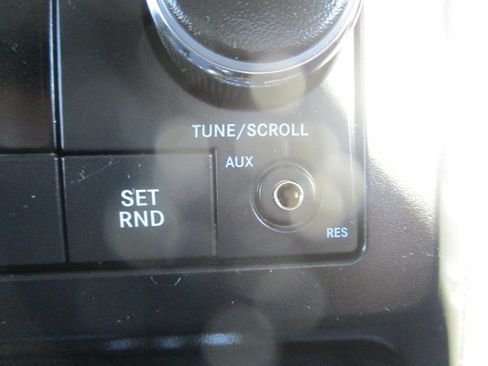 TUNE/SCROLL
AUX
SET
RND
RES